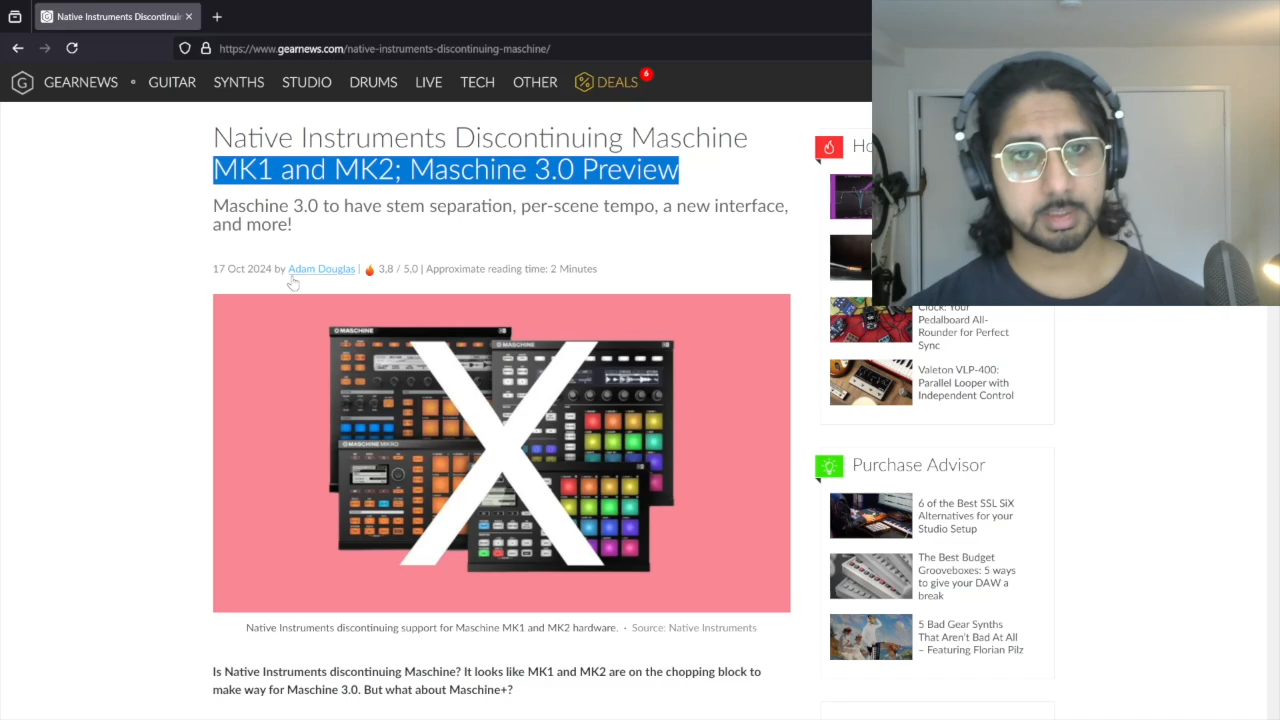 Native Instruments Discontinuin
https://www.gearnews.com/native-instruments-discontinuing-maschine/
GEARNEWS • GUITAR SYNTHS STUDIO DRUMS LIVE TECH OTHER DEALS 6
Native Instruments Discontinuing Maschine
MK1 and MK2; Maschine 3.0 Preview
Maschine 3.0 to have stem separation, per-scene tempo, a new interface,
and more!
17 Oct 2024 by Adam Douglas | 3,8 / 5,0 | Approximate reading time: 2 Minutes
MASCHINE
MASCHINE
MASCHINE MIKRO
Native Instruments discontinuing support for Maschine MK1 and MK2 hardware. · Source: Native Instruments
Is Native Instruments discontinuing Maschine? It looks like MK1 and MK2 are on the chopping block to
make way for Maschine 3.0. But what about Maschine+?
Ho
Clock: Your
Pedalboard All-
Rounder for Perfect
Sync
Valeton VLP-400:
Parallel Looper with
Independent Control
Purchase Advisor
6 of the Best SSL SiX
Alternatives for your
Studio Setup
The Best Budget
Grooveboxes: 5 ways
to give your DAW a
break
5 Bad Gear Synths
That Aren't Bad At All
– Featuring Florian Pilz